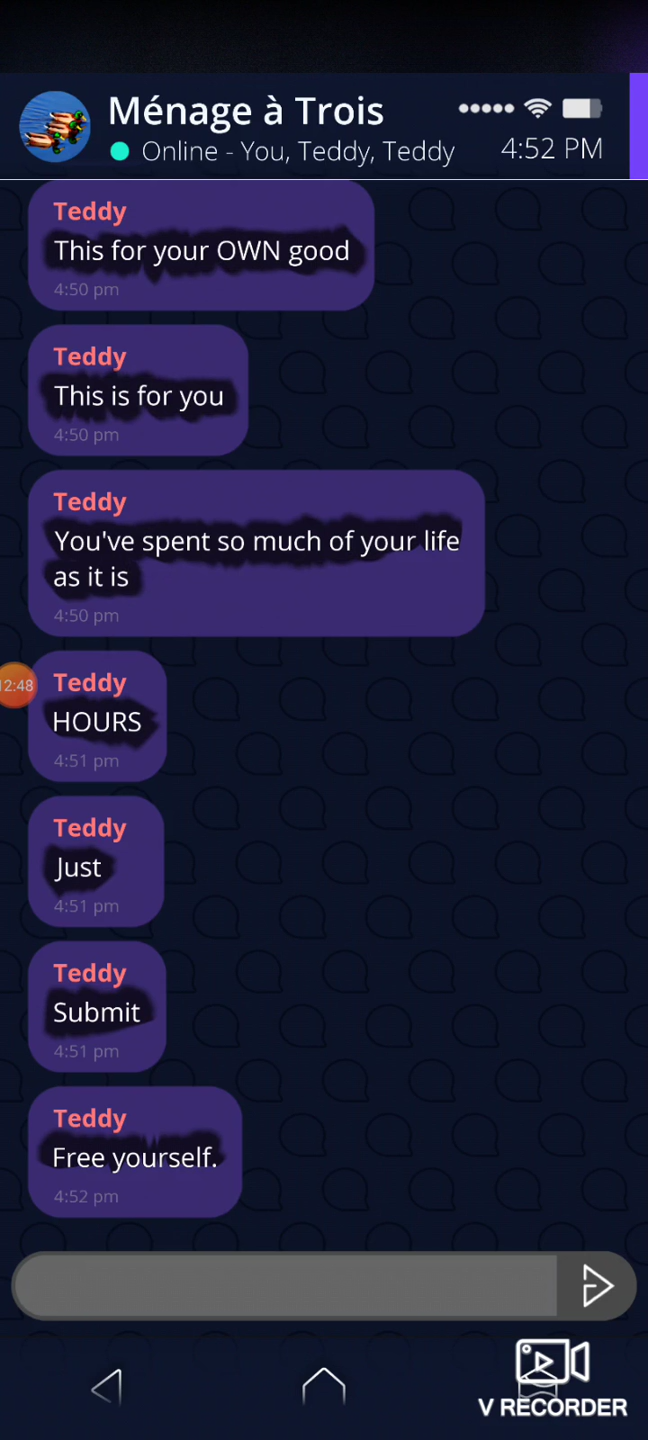 Ménage à Trois
Online - You, Teddy, Teddy
4:52 PM
Teddy
This for your OWN good
4:50 pm
Teddy
This is for you
4:50 pm
Teddy
You've spent so much of your life
as it is
4:50 pm
12:48
Teddy
HOURS
4:51 pm
Teddy
Just
4:51 pm
Teddy
Submit
4:51 pm
Teddy
Free yourself.
4:52 pm
V RECORDER